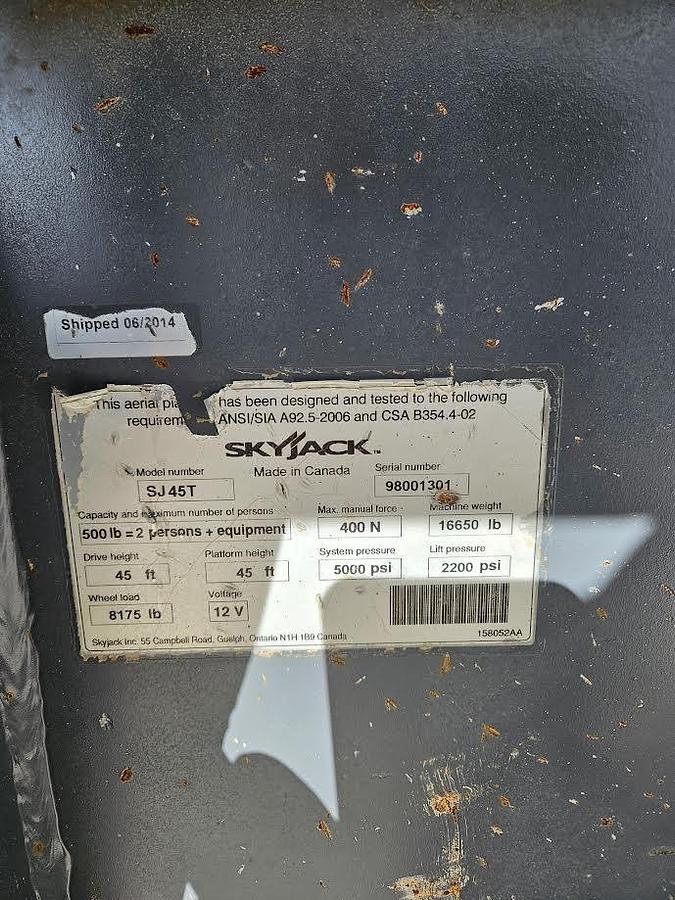 Shipped 06/2014
This aerial pla has been designed and tested to the following
requirem ANSI/SIA A92.5-2006 and CSA B354.4-02
SKYJACK™
Made in Canada
Model number
SJ45T
Serial number
98001301
Capacity and maximum number of persons
500 lb = 2 persons + equipment
Max. manual force
400 N
Machine weight
16650 lb
Drive height
45 ft
Platform height
45 ft
System pressure
5000 psi
Lift pressure
2200 psi
Wheel load
8175 lb
Voltage
12 V
Skyjack Inc. 55 Campbell Road, Guelph, Ontario N1H 1B9 Canada
158052AA